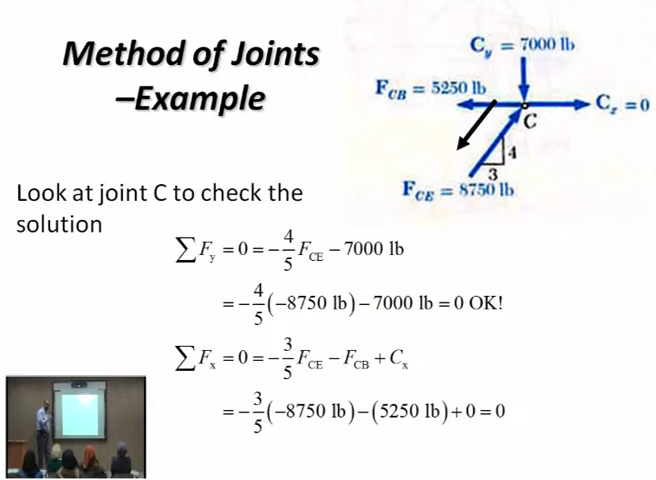 Method of Joints
–Example
C_y = 7000 lb
F_CB = 5250 lb
C_x = 0
C
4
3
F_CE = 8750 lb
Look at joint C to check the
solution
∑F_y = 0 = −4/5 F_CE − 7000 lb
= −4/5 (−8750 lb) − 7000 lb = 0 OK!
∑F_x = 0 = −3/5 F_CE − F_CB + C_x
= −3/5 (−8750 lb) − (5250 lb) + 0 = 0